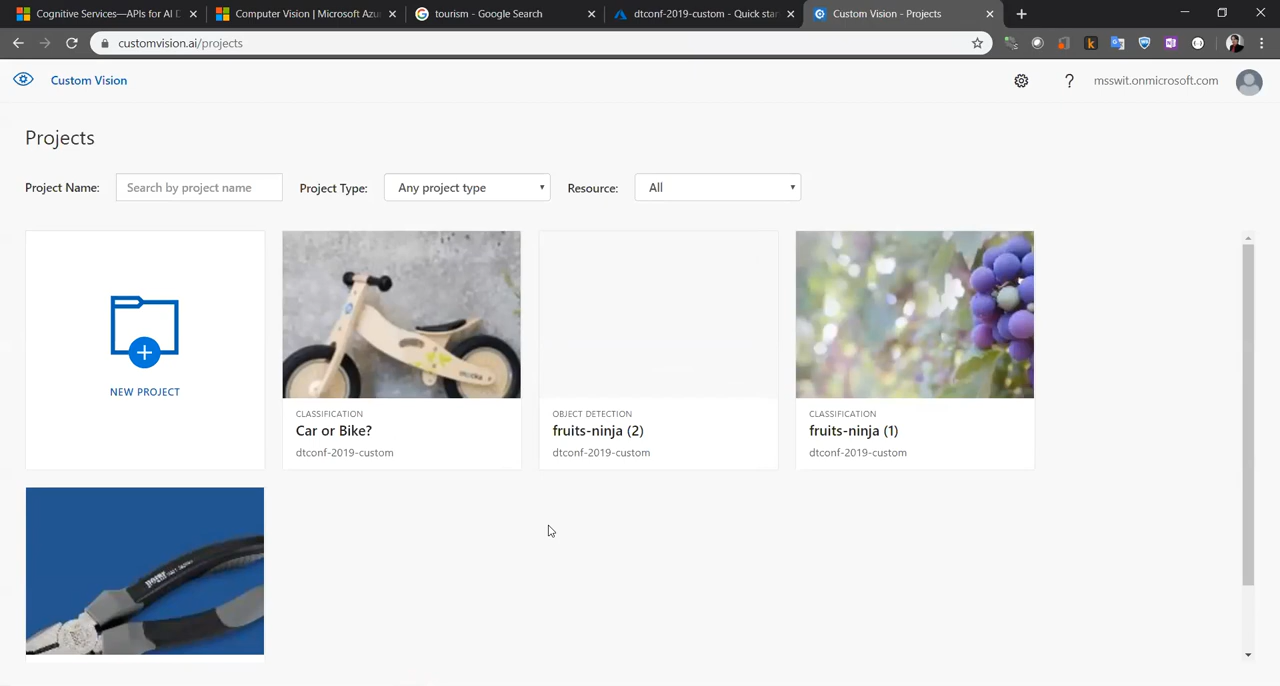 Cognitive Services—APIs for AI D
Computer Vision | Microsoft Azu
tourism - Google Search
dtconf-2019-custom - Quick star
Custom Vision - Projects
customvision.ai/projects
Custom Vision
?
msswit.onmicrosoft.com
Projects
Project Name:
Search by project name
Project Type:
Any project type
Resource:
All
NEW PROJECT
CLASSIFICATION
Car or Bike?
dtconf-2019-custom
OBJECT DETECTION
fruits-ninja (2)
dtconf-2019-custom
CLASSIFICATION
fruits-ninja (1)
dtconf-2019-custom